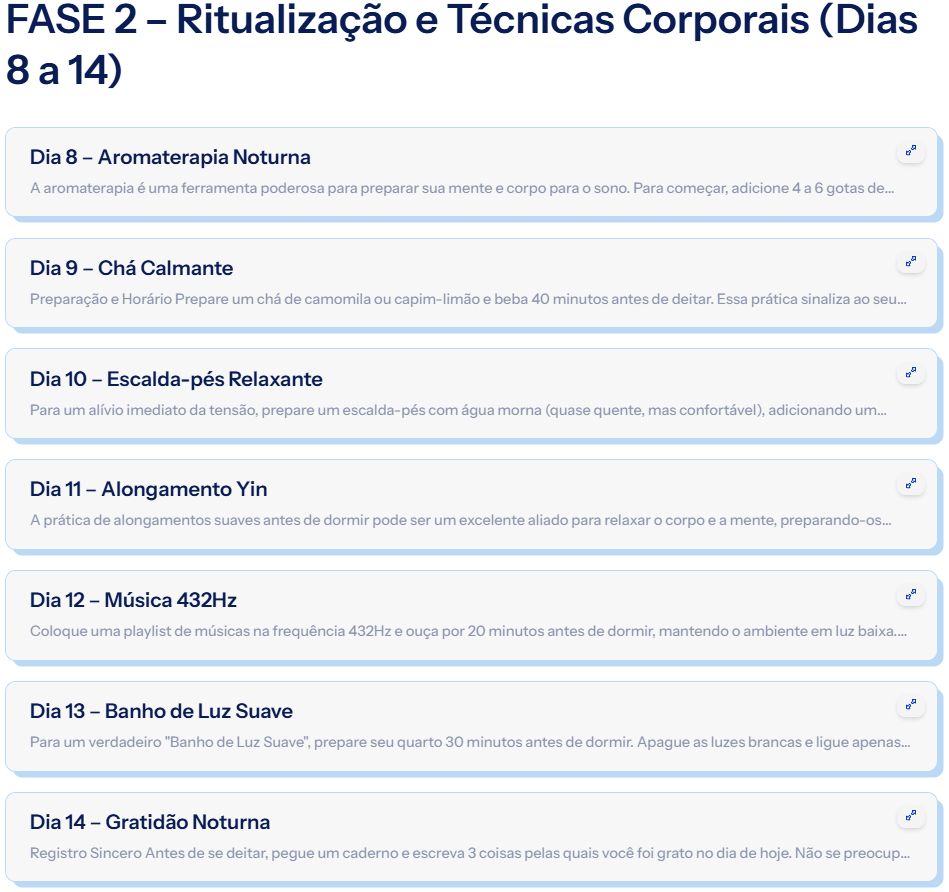 FASE 2 – Ritualização e Técnicas Corporais (Dias
8 a 14)
Dia 8 – Aromaterapia Noturna
A aromaterapia é uma ferramenta poderosa para preparar sua mente e corpo para o sono. Para começar, adicione 4 a 6 gotas de...
Dia 9 – Chá Calmante
Preparação e Horário Prepare um chá de camomila ou capim-limão e beba 40 minutos antes de deitar. Essa prática sinaliza ao seu...
Dia 10 – Escalda-pés Relaxante
Para um alívio imediato da tensão, prepare um escalda-pés com água morna (quase quente, mas confortável), adicionando um...
Dia 11 – Alongamento Yin
A prática de alongamentos suaves antes de dormir pode ser um excelente aliado para relaxar o corpo e a mente, preparando-os...
Dia 12 – Música 432Hz
Coloque uma playlist de músicas na frequência 432Hz e ouça por 20 minutos antes de dormir, mantendo o ambiente em luz baixa....
Dia 13 – Banho de Luz Suave
Para um verdadeiro "Banho de Luz Suave", prepare seu quarto 30 minutos antes de dormir. Apague as luzes brancas e ligue apenas...
Dia 14 – Gratidão Noturna
Registro Sincero Antes de se deitar, pegue um caderno e escreva 3 coisas pelas quais você foi grato no dia de hoje. Não se preocup...